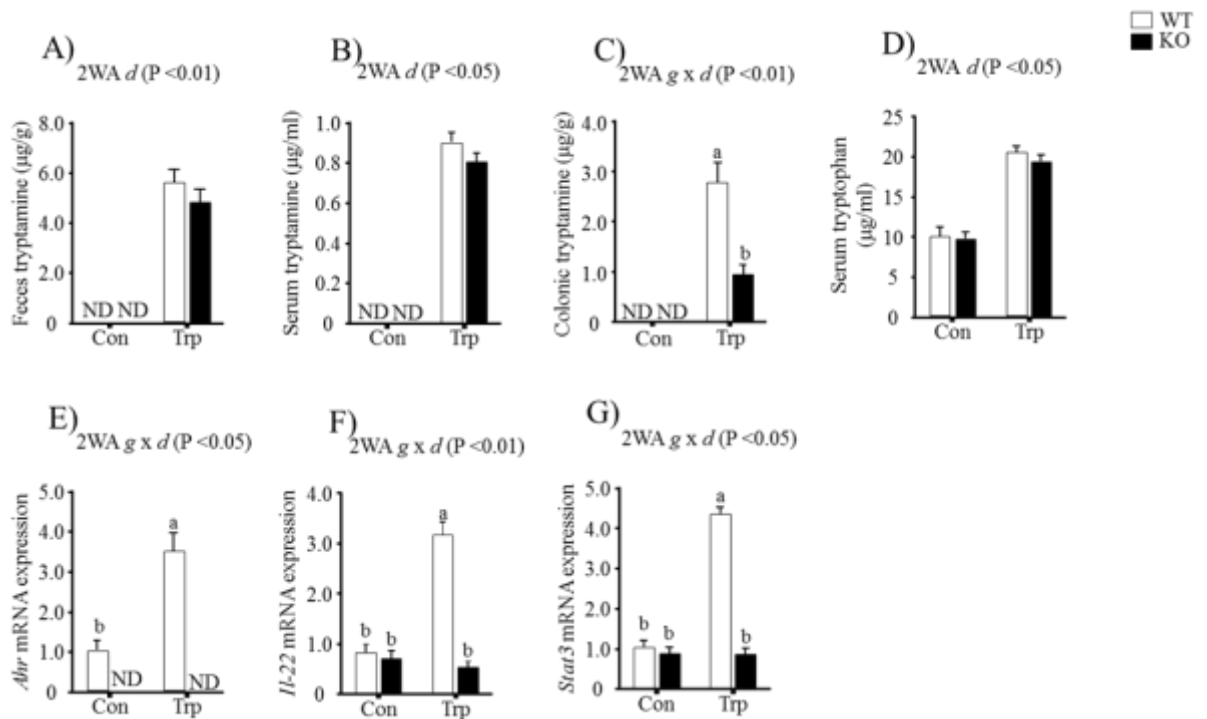 WT
KO
A)
2WA d (P <0.01)
Feces tryptamine (µg/g)
8.0
6.0
4.0
2.0
0
ND ND
Con
Trp
B)
2WA d (P <0.05)
Serum tryptamine (µg/ml)
1.0
0.8
0.6
0.4
0.2
0
ND ND
Con
Trp
C)
2WA g x d (P <0.01)
Colonic tryptamine (µg/g)
4.0
3.0
2.0
1.0
0
a
b
ND ND
Con
Trp
D)
2WA d (P <0.05)
Serum tryptophan
(µg/ml)
25
20
15
10
5
0
Con
Trp
E)
2WA g x d (P <0.05)
Ahr mRNA expression
5.0
4.0
3.0
2.0
1.0
0
b
ND
a
ND
Con
Trp
F)
2WA g x d (P <0.01)
Il-22 mRNA expression
4.0
3.0
2.0
1.0
0
b
b
a
b
Con
Trp
G)
2WA g x d (P <0.05)
Stat3 mRNA expression
5.0
4.0
3.0
2.0
1.0
0
b
b
a
b
Con
Trp